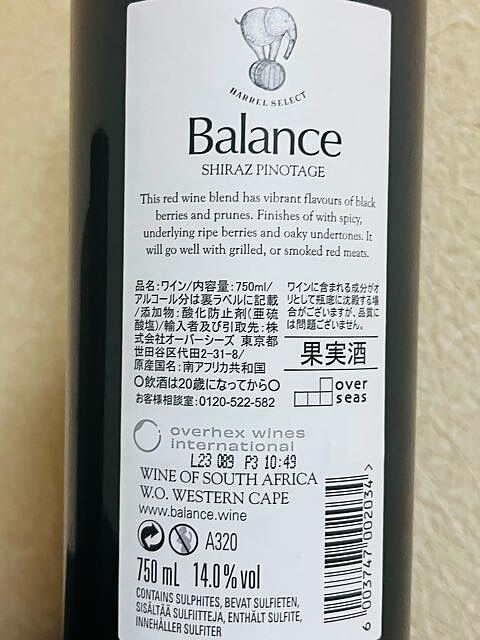 BARREL SELECT
Balance
SHIRAZ PINOTAGE
This red wine blend has vibrant flavours of black
berries and prunes. Finishes of with spicy,
underlying ripe berries and oaky undertones. It
will go well with grilled, or smoked red meats.
品名:ワイン/内容量:750ml/
アルコール分は裏ラベルに記載
/添加物:酸化防止剤(亜硫
酸塩)/輸入者及び引取先:株
式会社オーバーシーズ 東京都
世田谷区代田2-31-8/
原産国名:南アフリカ共和国
○飲酒は20歳になってから○
お客様相談室:0120-522-582
ワインに含まれる成分がオ
リとして瓶底に沈殿する場
合がございますが、品質に
は問題ございません。
果実酒
over
seas
overhex wines
international
L23 089 P3 10:49
WINE OF SOUTH AFRICA
W.O. WESTERN CAPE
www.balance.wine
A320
750 mL 14.0%vol
CONTAINS SULPHITES, BEVAT SULFIETEN,
SISÄLTÄÄ SULFIITTEJA, ENTHÄLT SULFITE,
INNEHÅLLER SULFITER
6 003747 002034 >